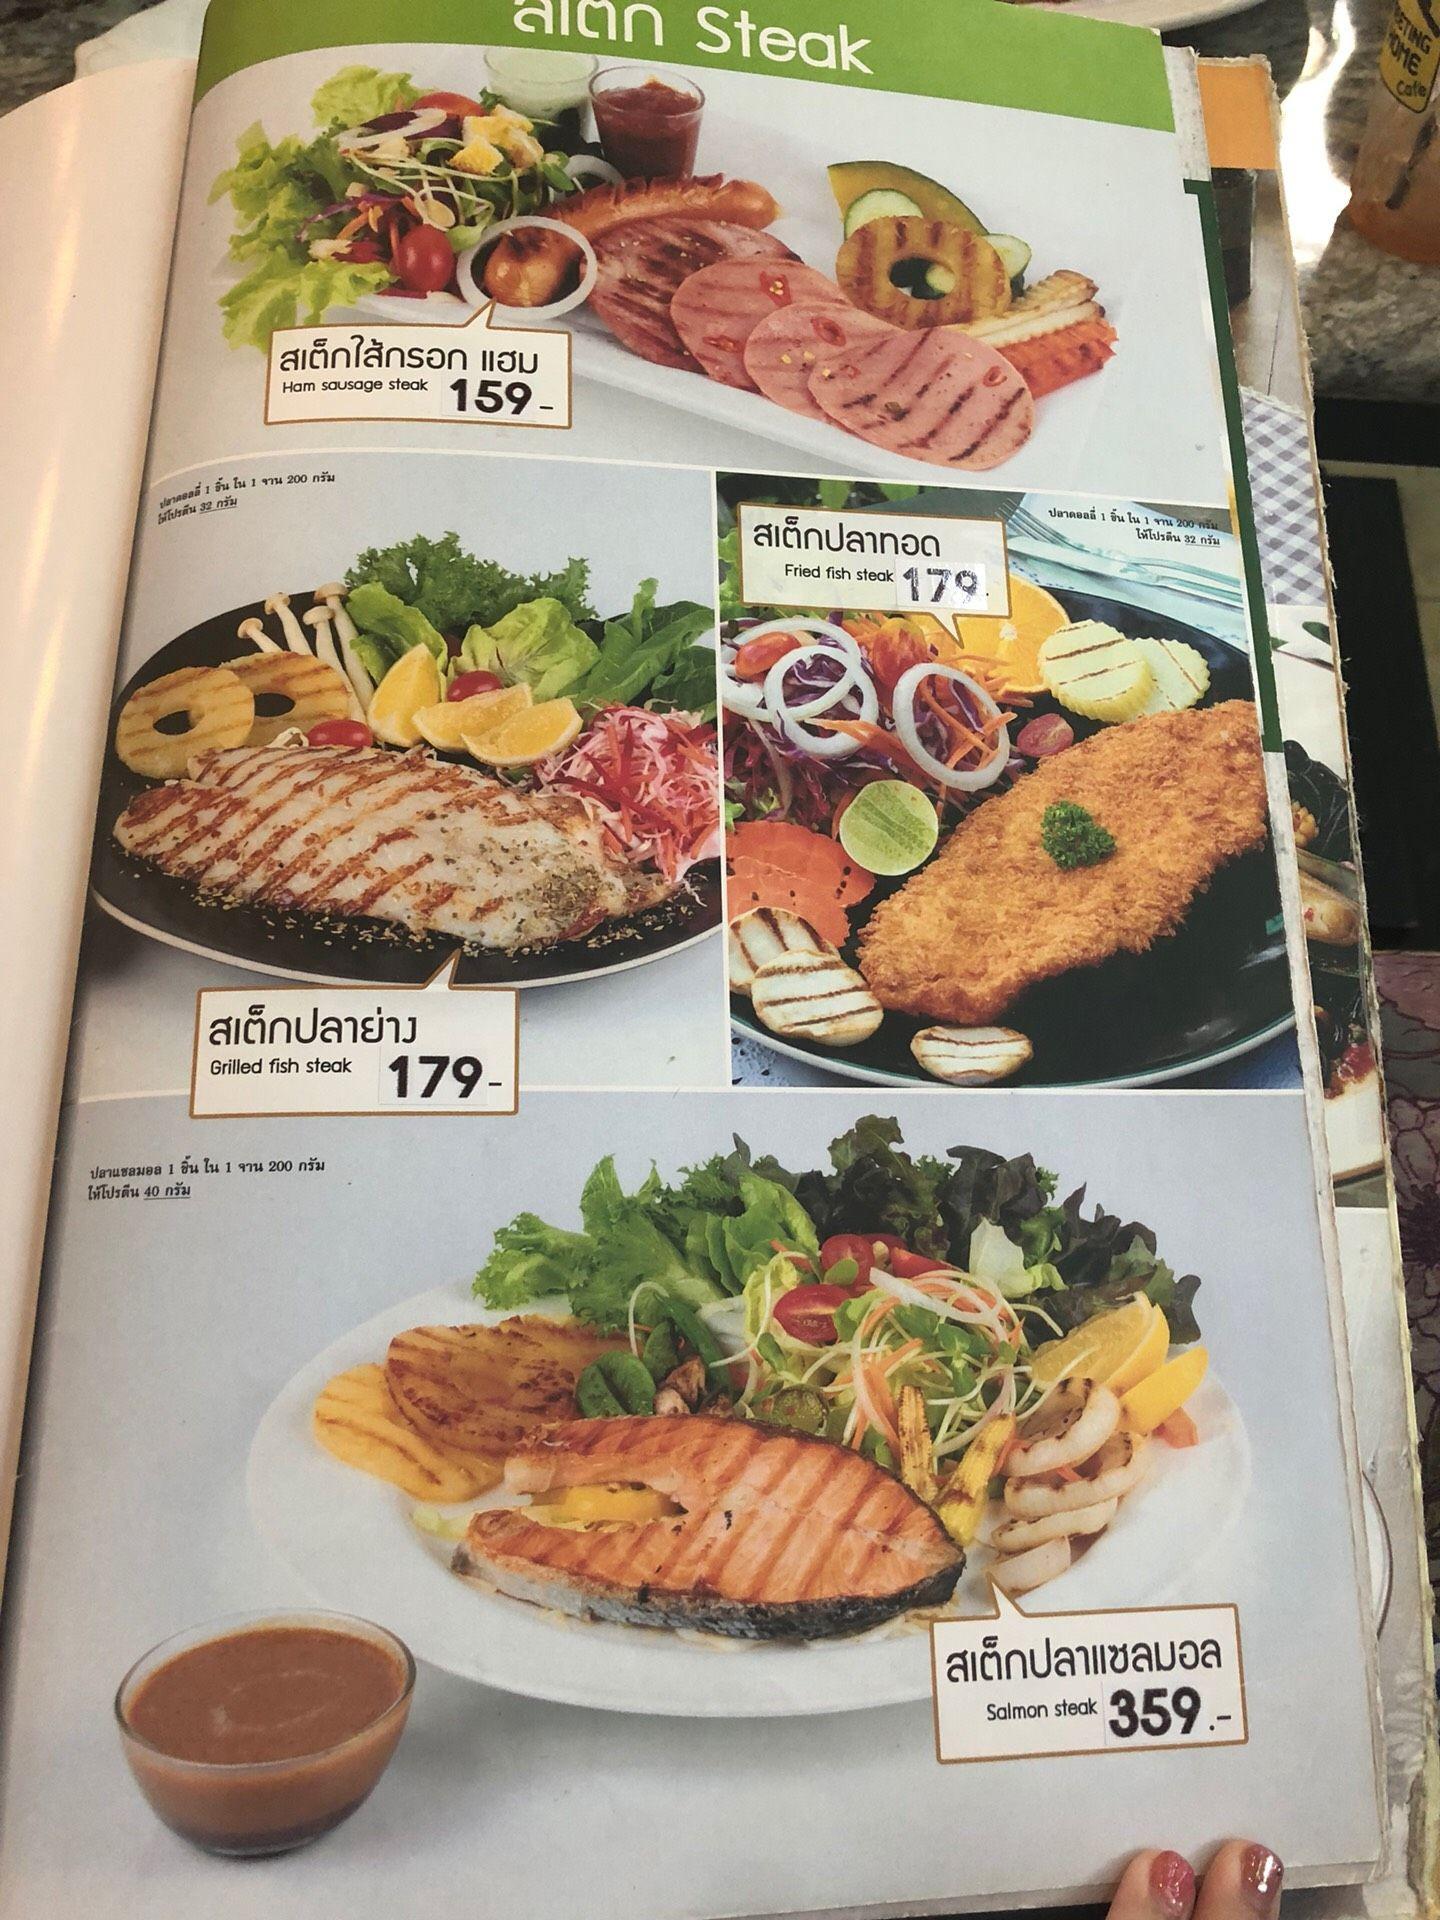 สเต็ก Steak
MOME
Cafe
สเต็กไส้กรอก แฮม
Ham sausage steak 159.-
ปลาดอลลี่ 1 ชิ้น ใน 1 จาน 200 กรัม
ให้โปรตีน 32 กรัม
สเต็กปลาทอด
Fried fish steak 179.
ปลาดอลลี่ 1 ชิ้น ใน 1 จาน 200 กรัม
ให้โปรตีน 32 กรัม
สเต็กปลาย่าง
Grilled fish steak 179.-
ปลาแซลมอล 1 ชิ้น ใน 1 จาน 200 กรัม
ให้โปรตีน 40 กรัม
สเต็กปลาแซลมอล
Salmon steak 359.-